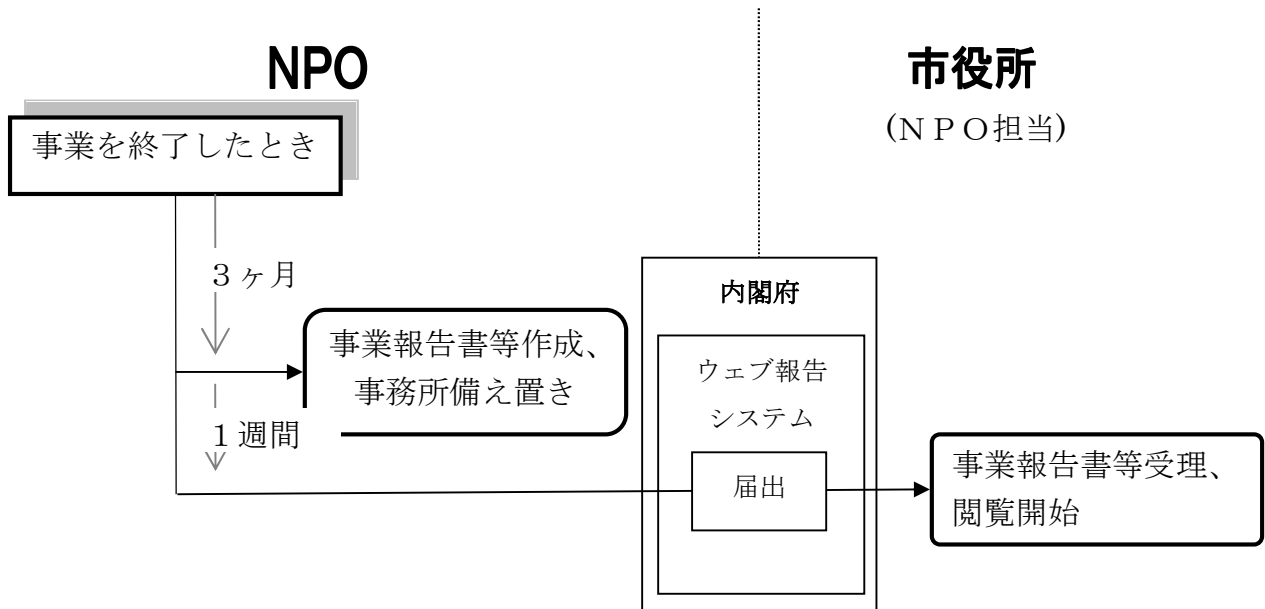 NPO
市役所
(ＮＰＯ担当)
事業を終了したとき
３ヶ月
内閣府
事業報告書等作成、
事務所備え置き
ウェブ報告
システム
１週間
届出
事業報告書等受理、
閲覧開始